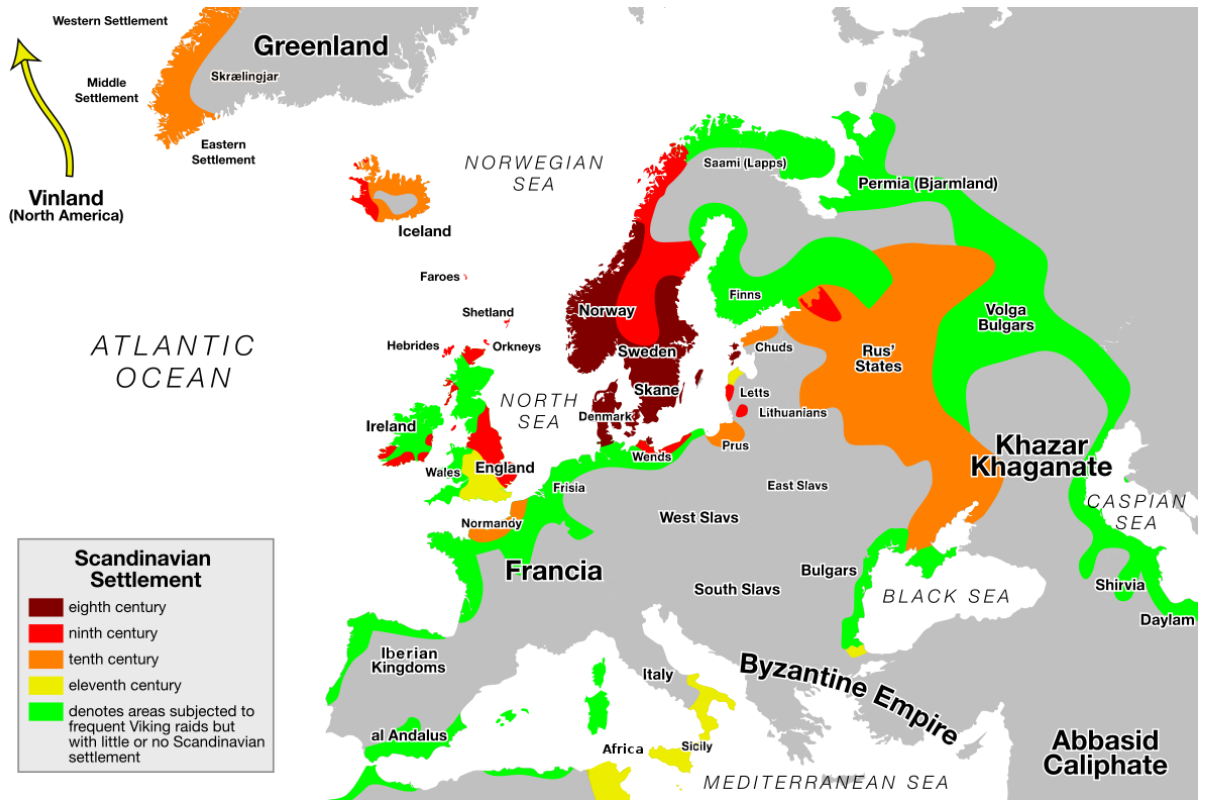 Western Settlement
Greenland
Skrælingjar
Middle
Settlement
Eastern
Settlement
Vinland
(North America)
NORWEGIAN
SEA
Saami (Lapps)
Permia (Bjarmland)
Iceland
Faroes
Finns
Norway
Volga
Bulgars
Shetland
Hebrides
Orkneys
ATLANTIC
OCEAN
Sweden
Chuds
Rus'
States
Skane
Letts
NORTH
SEA
Denmark
Lithuanians
Ireland
Prus
Wends
Khazar
Khaganate
Wales
England
Frisia
East Slavs
CASPIAN
SEA
Normandy
West Slavs
Francia
Bulgars
South Slavs
BLACK SEA
Shirvia
Daylam
Iberian
Kingdoms
Italy
Byzantine Empire
al Andalus
Africa
Sicily
Abbasid
Caliphate
MEDITERRANEAN SEA
Scandinavian
Settlement
eighth century
ninth century
tenth century
eleventh century
denotes areas subjected to
frequent Viking raids but
with little or no Scandinavian
settlement